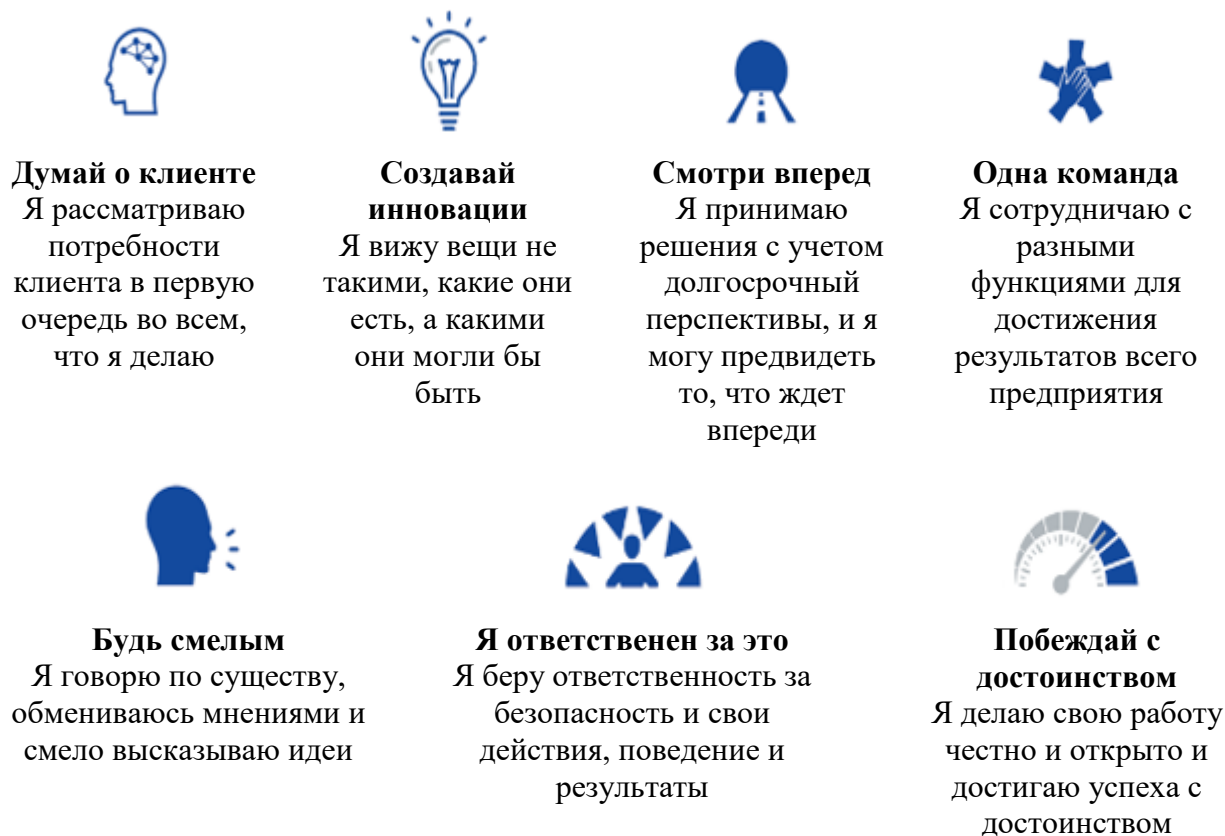 Думай о клиенте
Я рассматриваю
потребности
клиента в первую
очередь во всем,
что я делаю
Создавай
инновации
Я вижу вещи не
такими, какие они
есть, а какими
они могли бы
быть
Смотри вперед
Я принимаю
решения с учетом
долгосрочный
перспективы, и я
могу предвидеть
то, что ждет
впереди
Одна команда
Я сотрудничаю с
разными
функциями для
достижения
результатов всего
предприятия
Будь смелым
Я говорю по существу,
обмениваюсь мнениями и
смело высказываю идеи
Я ответственен за это
Я беру ответственность за
безопасность и свои
действия, поведение и
результаты
Побеждай с
достоинством
Я делаю свою работу
честно и открыто и
достигаю успеха с
достоинством